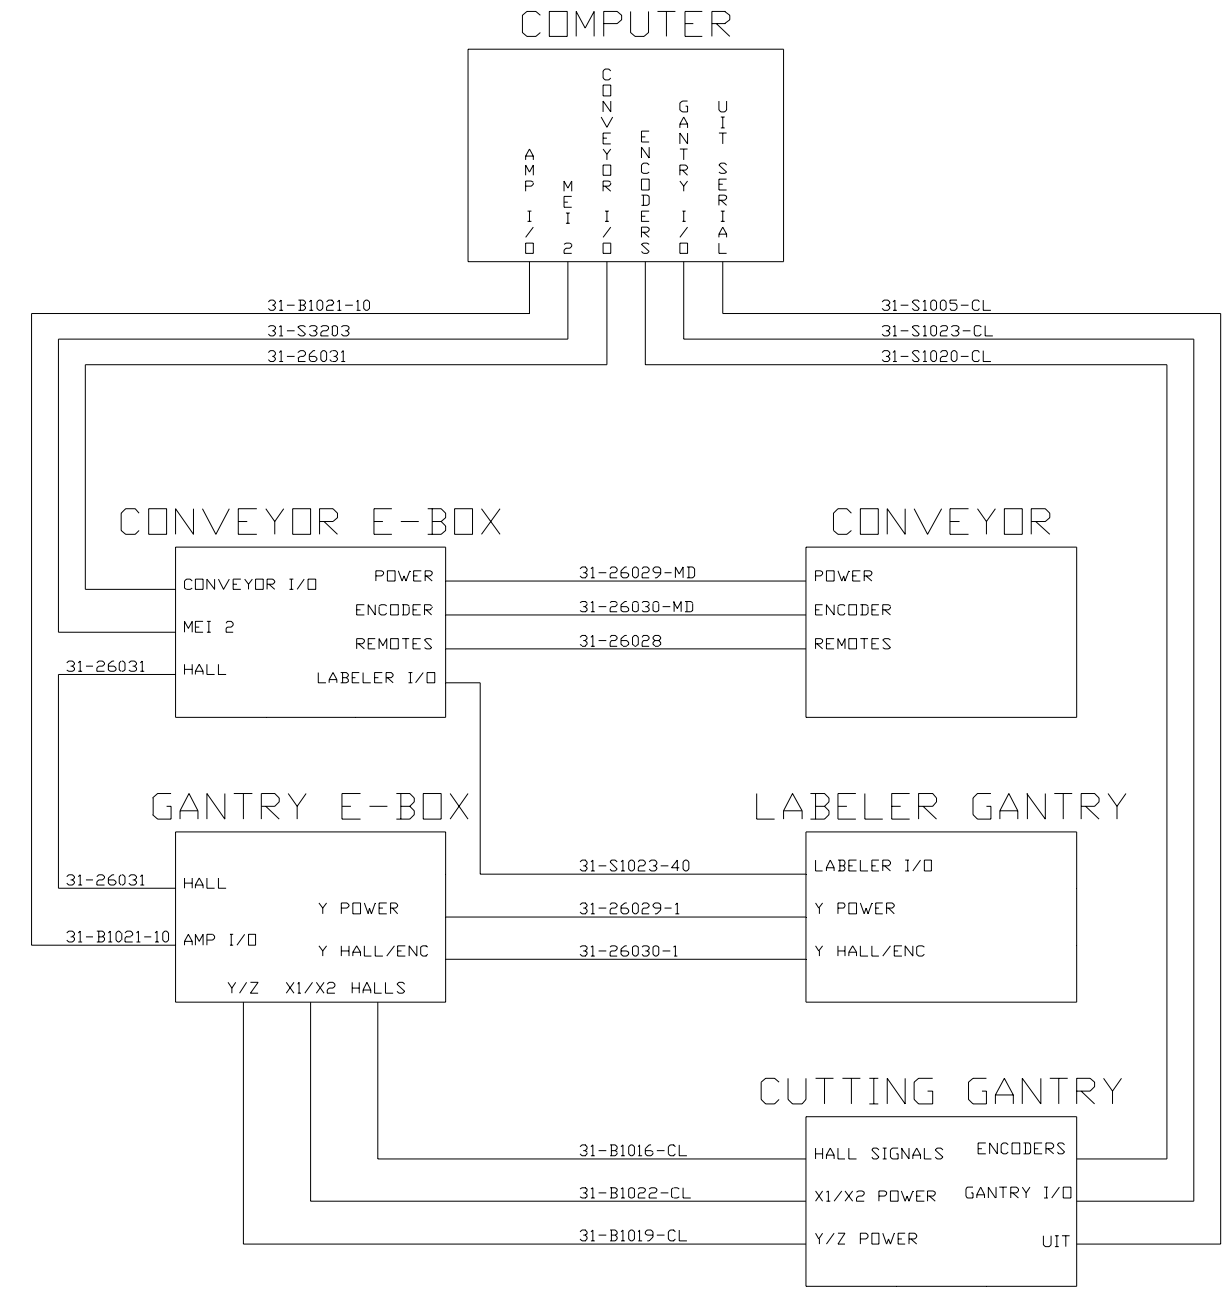 COMPUTER
AMP I/O
MEI 2
CONVEYOR I/O
ENCODERS
GANTRY I/O
UIT SERIAL
31-B1021-10
31-S3203
31-26031
31-S1005-CL
31-S1023-CL
31-S1020-CL
CONVEYOR E-BOX
CONVEYOR I/O
MEI 2
HALL
POWER
ENCODER
REMOTES
LABELER I/O
31-26031
31-26029-MD
31-26030-MD
31-26028
CONVEYOR
POWER
ENCODER
REMOTES
GANTRY E-BOX
31-26031
HALL
31-B1021-10
AMP I/O
Y POWER
Y HALL/ENC
Y/Z
X1/X2
HALLS
31-S1023-40
31-26029-1
31-26030-1
LABELER GANTRY
LABELER I/O
Y POWER
Y HALL/ENC
CUTTING GANTRY
31-B1016-CL
31-B1022-CL
31-B1019-CL
HALL SIGNALS
X1/X2 POWER
Y/Z POWER
ENCODERS
GANTRY I/O
UIT